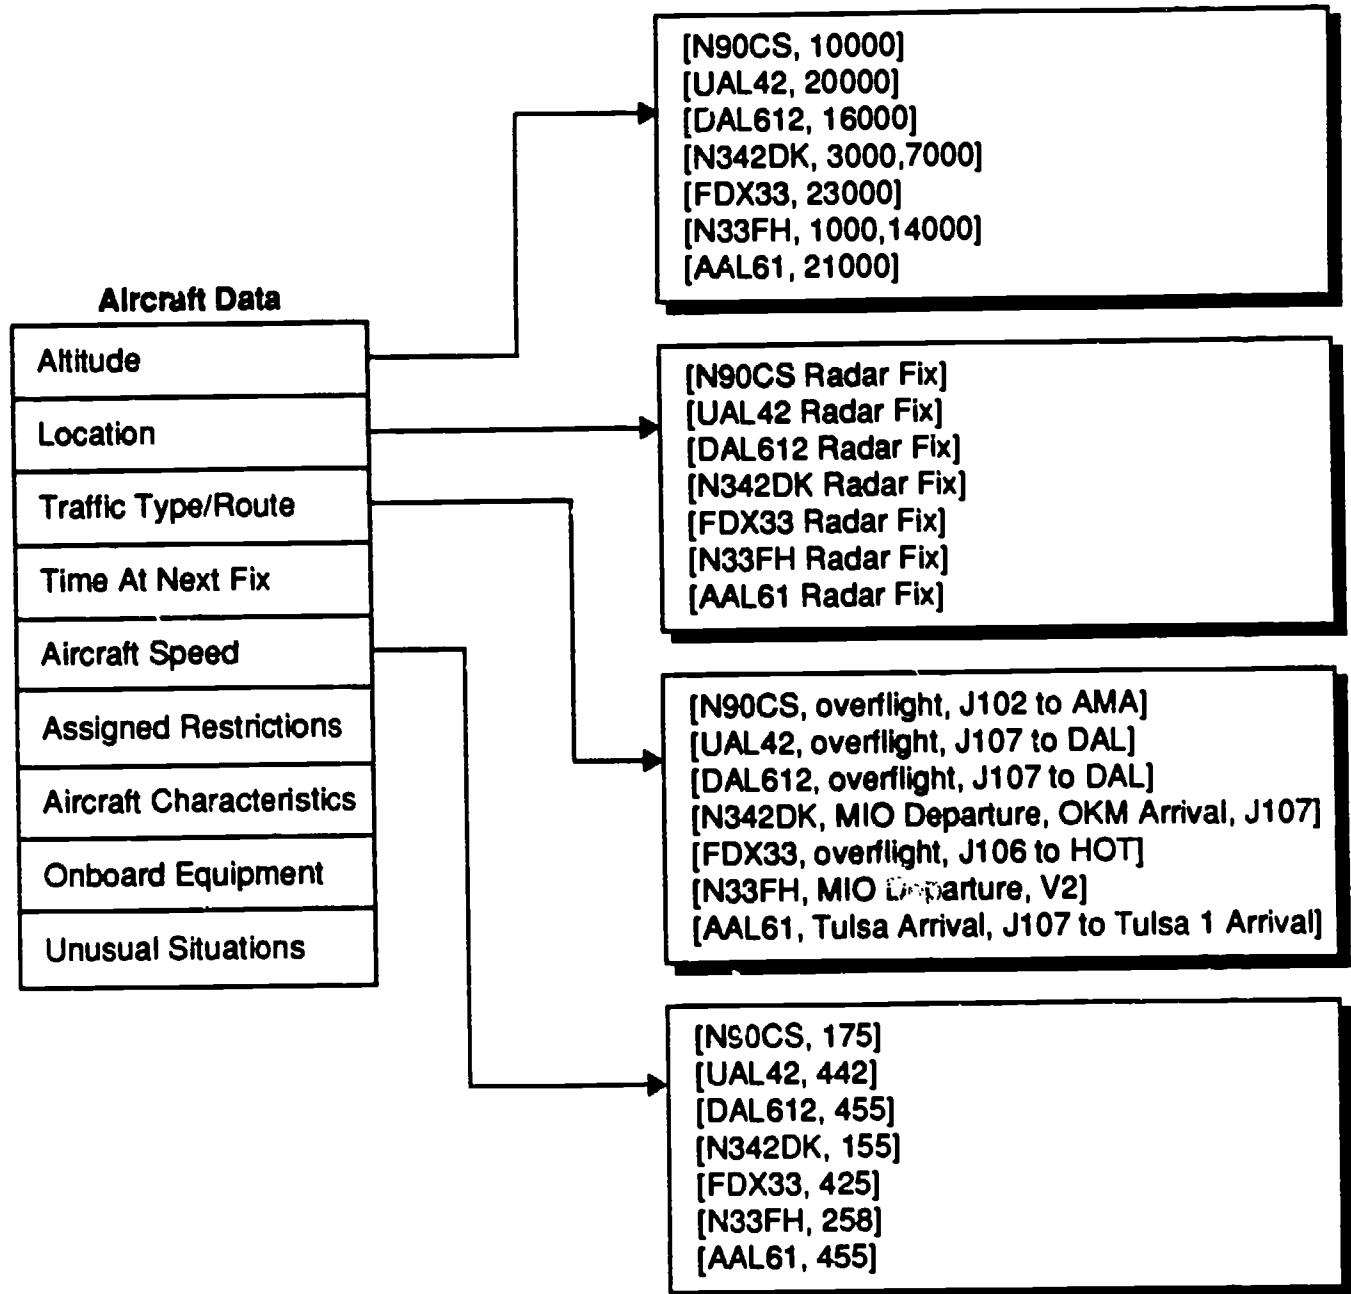 Aircraft Data
Altitude
Location
Traffic Type/Route
Time At Next Fix
Aircraft Speed
Assigned Restrictions
Aircraft Characteristics
Onboard Equipment
Unusual Situations
[N90CS, 10000]
[UAL42, 20000]
[DAL612, 16000]
[N342DK, 3000,7000]
[FDX33, 23000]
[N33FH, 1000,14000]
[AAL61, 21000]
[N90CS Radar Fix]
[UAL42 Radar Fix]
[DAL612 Radar Fix]
[N342DK Radar Fix]
[FDX33 Radar Fix]
[N33FH Radar Fix]
[AAL61 Radar Fix]
[N90CS, overflight, J102 to AMA]
[UAL42, overflight, J107 to DAL]
[DAL612, overflight, J107 to DAL]
[N342DK, MIO Departure, OKM Arrival, J107]
[FDX33, overflight, J106 to HOT]
[N33FH, MIO Departure, V2]
[AAL61, Tulsa Arrival, J107 to Tulsa 1 Arrival]
[N90CS, 175]
[UAL42, 442]
[DAL612, 455]
[N342DK, 155]
[FDX33, 425]
[N33FH, 258]
[AAL61, 455]